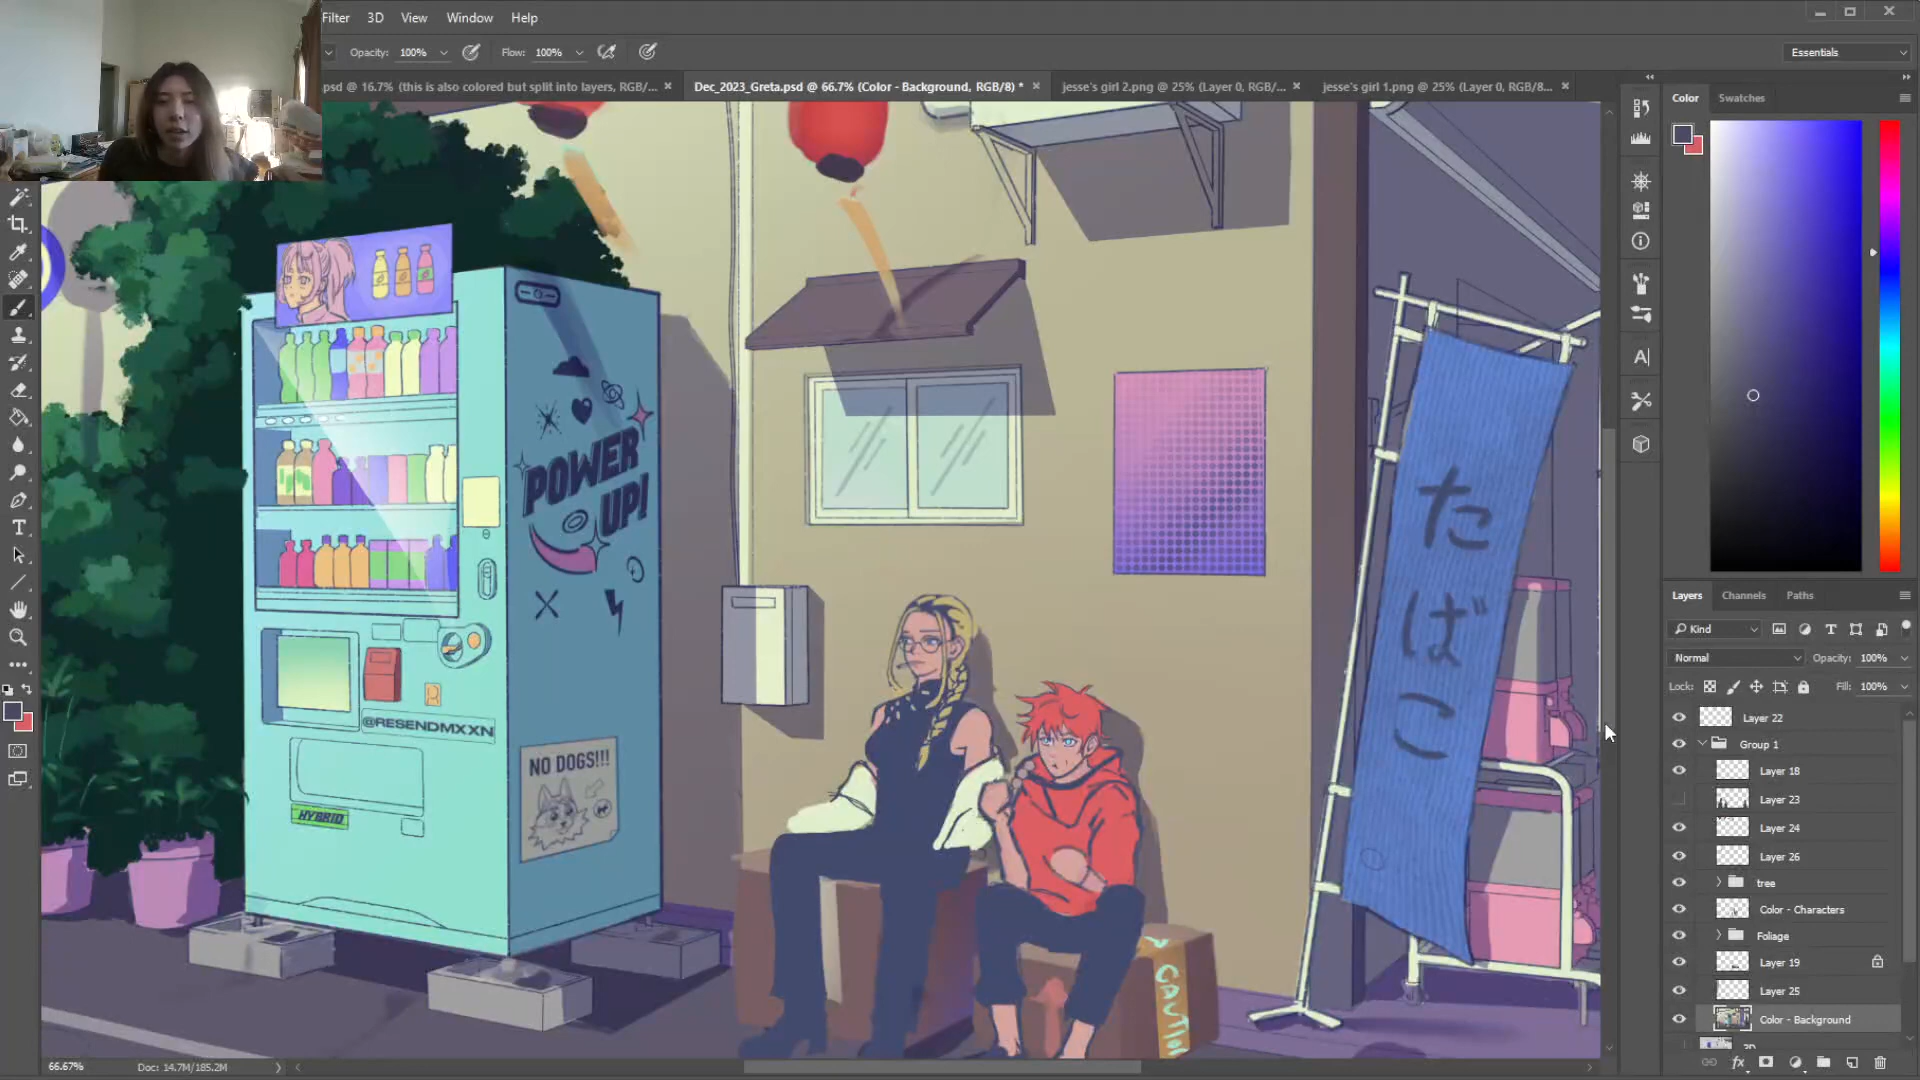 Filter 3D View Window Help
Opacity: 100% Flow: 100% Essentials
.psd @ 16.7% (this is also colored but split into layers, RGB/... Dec_2023_Greta.psd @ 66.7% (Color - Background, RGB/8) * jesse's girl 2.png @ 25% (Layer 0, RGB/... jesse's girl 1.png @ 25% (Layer 0, RGB/8...
Color Swatches
POWER
UP!
たばこ
@RESENDMXXN
NO DOGS!!!
HYBRID
CAUTION
Layers Channels Paths
Kind
Normal Opacity: 100%
Lock: Fill: 100%
Layer 22
Group 1
Layer 18
Layer 23
Layer 24
Layer 26
tree
Color - Characters
Foliage
Layer 19
Layer 25
Color - Background
3D
66.67% Doc: 14.7M/185.2M